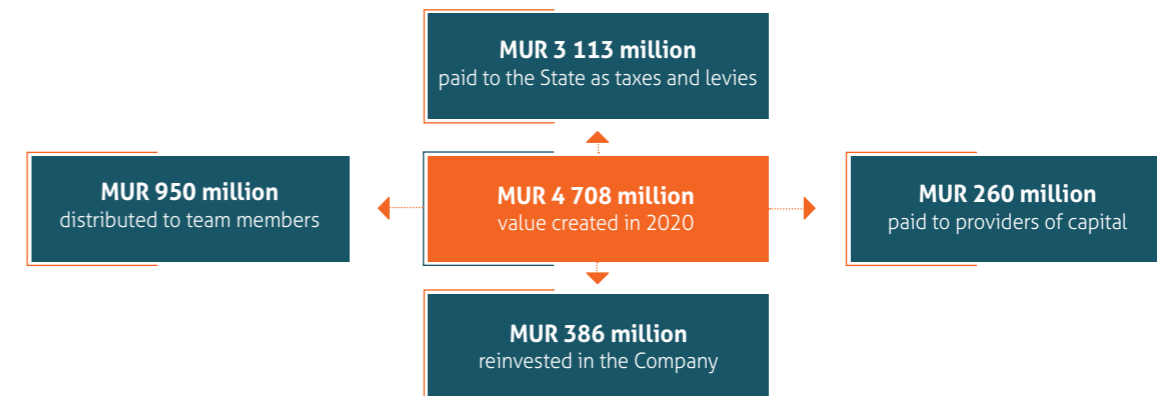 MUR 3 113 million
paid to the State as taxes and levies
MUR 950 million
distributed to team members
MUR 4 708 million
value created in 2020
MUR 260 million
paid to providers of capital
MUR 386 million
reinvested in the Company